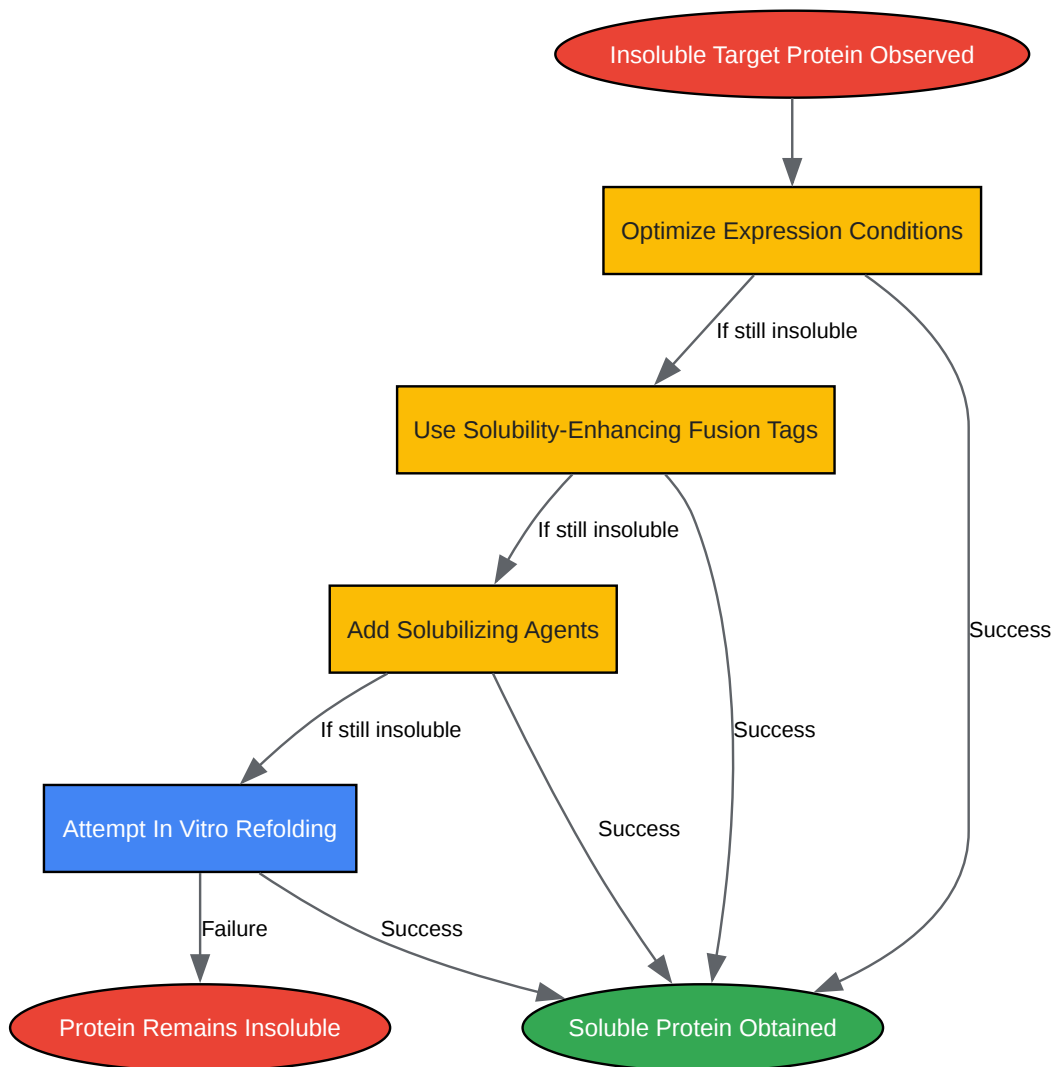 Insoluble Target Protein Observed
Optimize Expression Conditions
If still insoluble
Use Solubility-Enhancing Fusion Tags
If still insoluble
Add Solubilizing Agents
Success
If still insoluble
Success
Attempt In Vitro Refolding
Success
Failure
Success
Protein Remains Insoluble
Soluble Protein Obtained